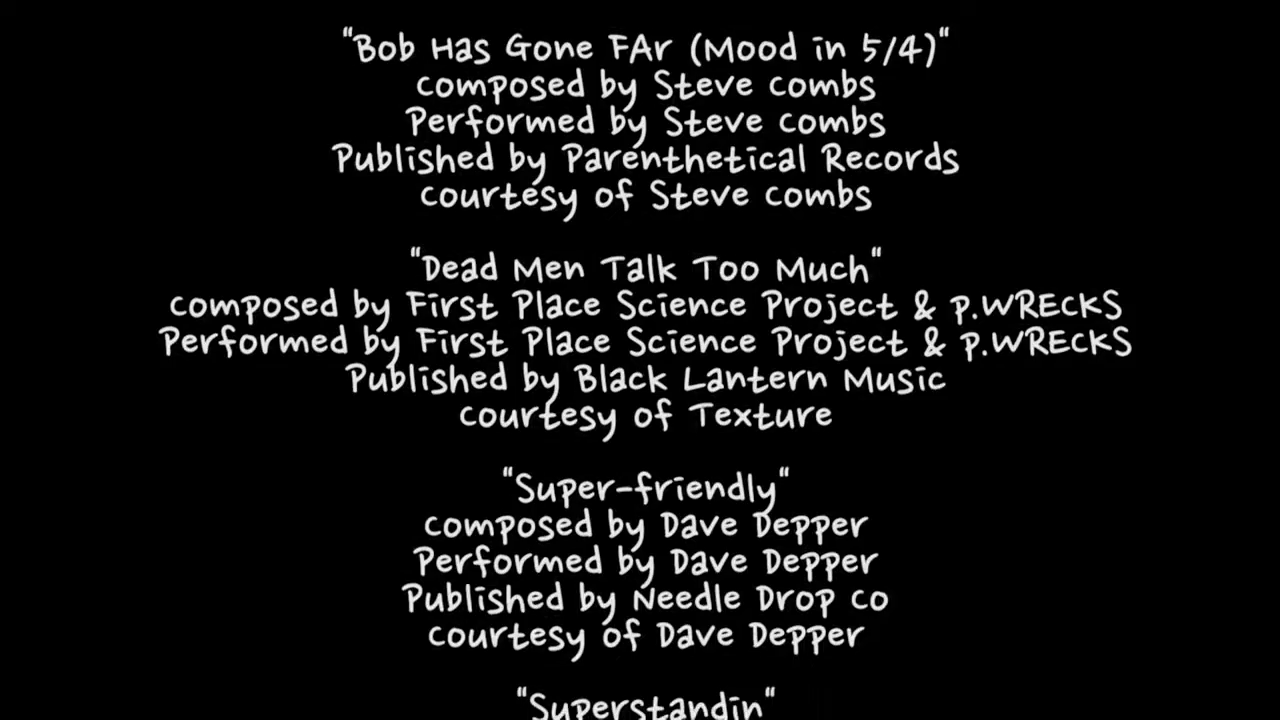 "Bob Has Gone FAr (Mood in 5/4)"
composed by Steve Combs
Performed by Steve Combs
Published by Parenthetical Records
courtesy of Steve Combs
"Dead Men Talk Too Much"
composed by First Place Science Project & P.WRECKS
Performed by First Place Science Project & P.WRECKS
Published by Black Lantern Music
courtesy of Texture
"Super-friendly"
composed by Dave Depper
Performed by Dave Depper
Published by Needle Drop Co
courtesy of Dave Depper
"Superstandin"